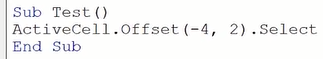 Sub Test()
ActiveCell.Offset(-4, 2).Select
End Sub